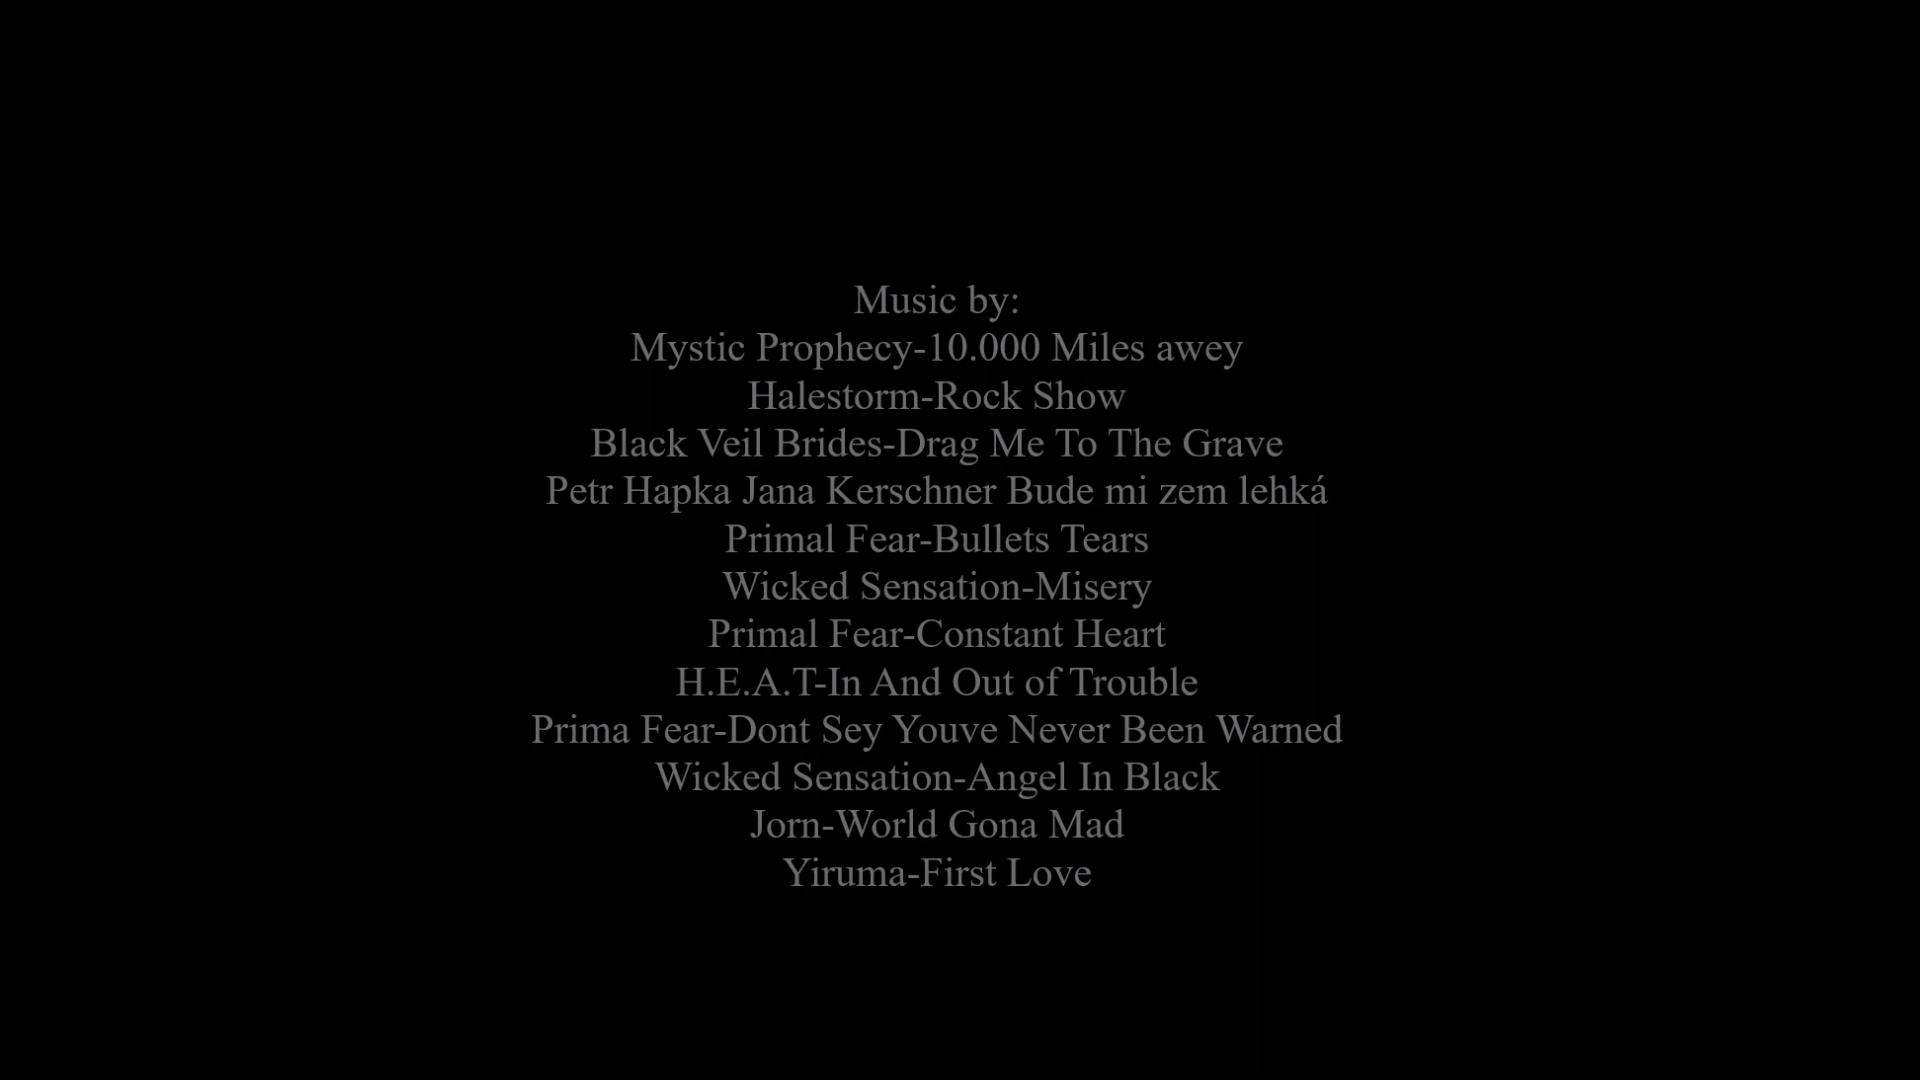 Music by:
Mystic Prophecy-10.000 Miles awey
Halestorm-Rock Show
Black Veil Brides-Drag Me To The Grave
Petr Hapka Jana Kerschner Bude mi zem lehká
Primal Fear-Bullets Tears
Wicked Sensation-Misery
Primal Fear-Constant Heart
H.E.A.T-In And Out of Trouble
Prima Fear-Dont Sey Youve Never Been Warned
Wicked Sensation-Angel In Black
Jorn-World Gona Mad
Yiruma-First Love